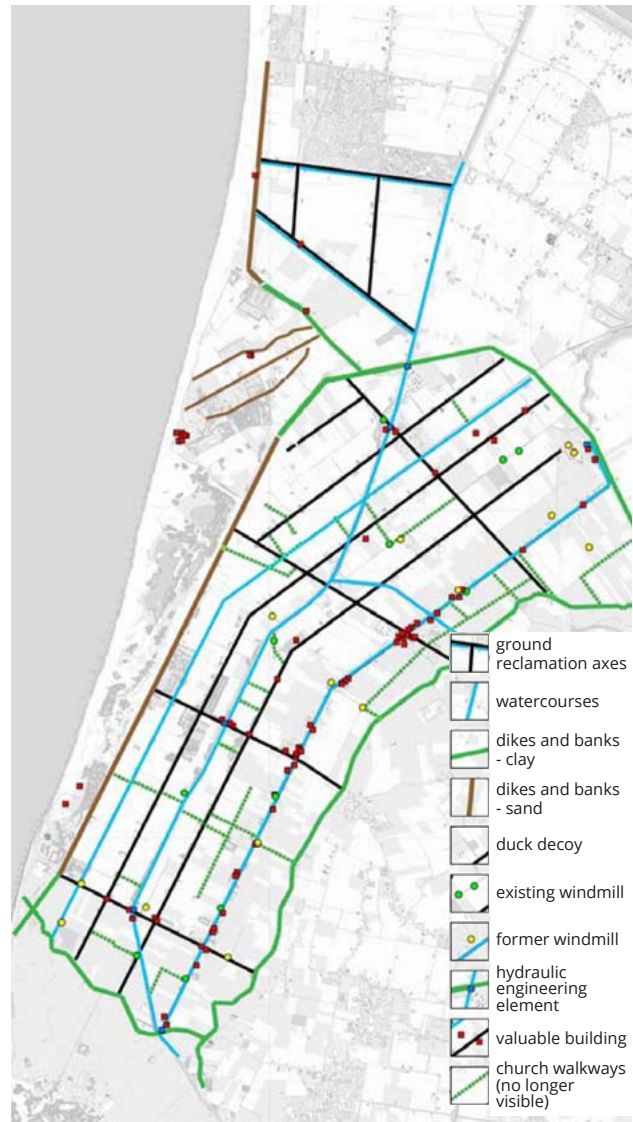 ground
reclamation axes
watercourses
dikes and banks
- clay
dikes and banks
- sand
duck decoy
existing windmill
former windmill
hydraulic
engineering
element
valuable building
church walkways
(no longer
visible)